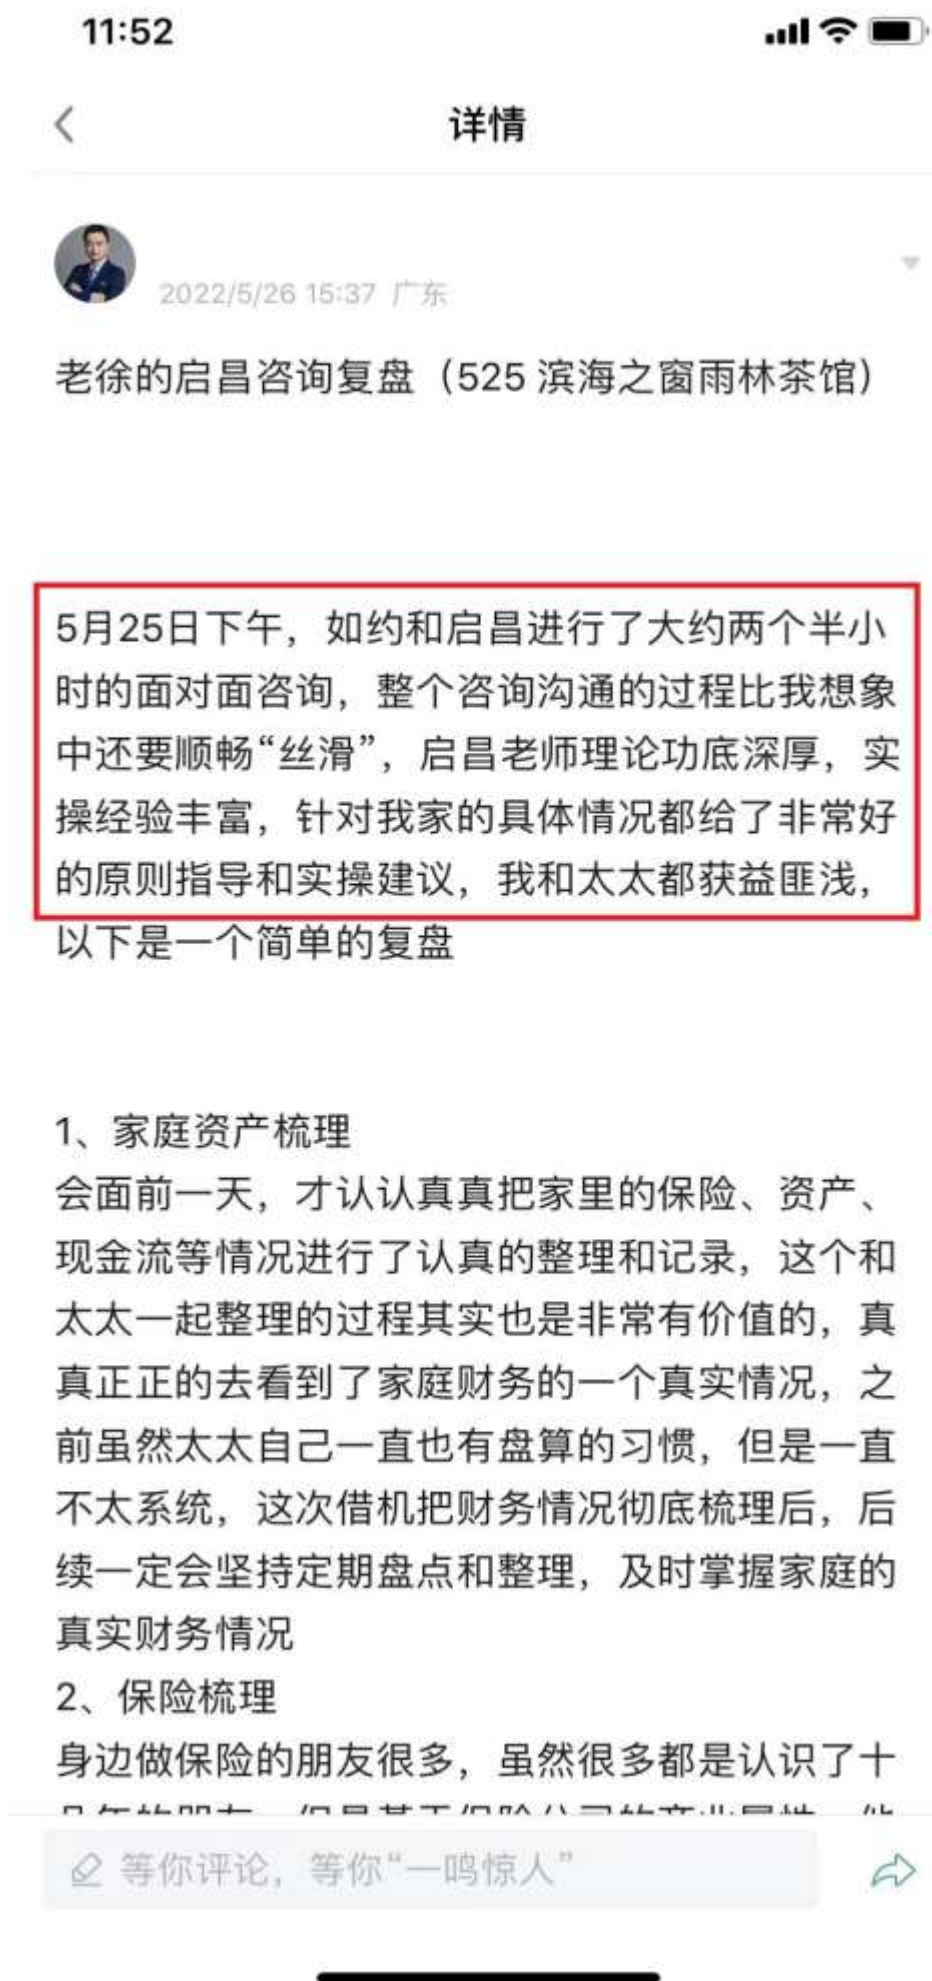 11:52
详情
2022/5/26 15:37 广东
老徐的启昌咨询复盘（525 滨海之窗雨林茶馆）
5月25日下午，如约和启昌进行了大约两个半小
时的面对面咨询，整个咨询沟通的过程比我想象
中还要顺畅“丝滑”，启昌老师理论功底深厚，实
操经验丰富，针对我家的具体情况都给了非常好
的原则指导和实操建议，我和太太都获益匪浅，
以下是一个简单的复盘
1、家庭资产梳理
会面前一天，才认认真真把家里的保险、资产、
现金流等情况进行了认真的整理和记录，这个和
太太一起整理的过程其实也是非常有价值的，真
真正正的去看到了家庭财务的一个真实情况，之
前虽然太太自己一直也有盘算的习惯，但是一直
不太系统，这次借机把财务情况彻底梳理后，后
续一定会坚持定期盘点和整理，及时掌握家庭的
真实财务情况
2、保险梳理
身边做保险的朋友很多，虽然很多都是认识了十
等你评论，等你“一鸣惊人”